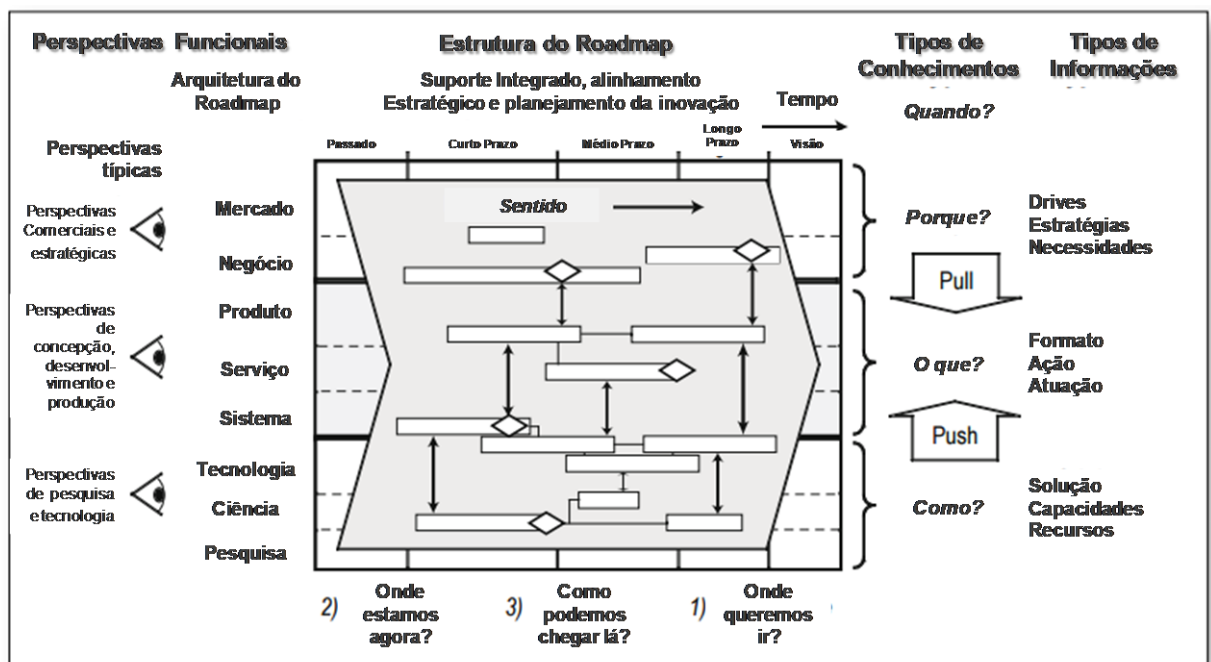 Perspectivas Funcionais
Estrutura do Roadmap
Tipos de
Conhecimentos
Tipos de
Informações
Arquitetura do
Roadmap
Suporte Integrado, alinhamento
Estratégico e planejamento da inovação
Tempo
Quando?
Perspectivas
típicas
Passado
Curto Prazo
Médio Prazo
Longo
Prazo
Visão
Perspectivas
Comerciais e
estratégicas
Mercado
Negócio
Sentido
Porque?
Drives
Estratégias
Necessidades
Pull
Perspectivas
de
concepção,
desenvol-
vimento e
produção
Produto
Serviço
Sistema
O que?
Formato
Ação
Atuação
Push
Perspectivas
de pesquisa
e tecnologia
Tecnologia
Ciência
Pesquisa
Como?
Solução
Capacidades
Recursos
2)
Onde
estamos
agora?
3)
Como
podemos
chegar lá?
1)
Onde
queremos
ir?